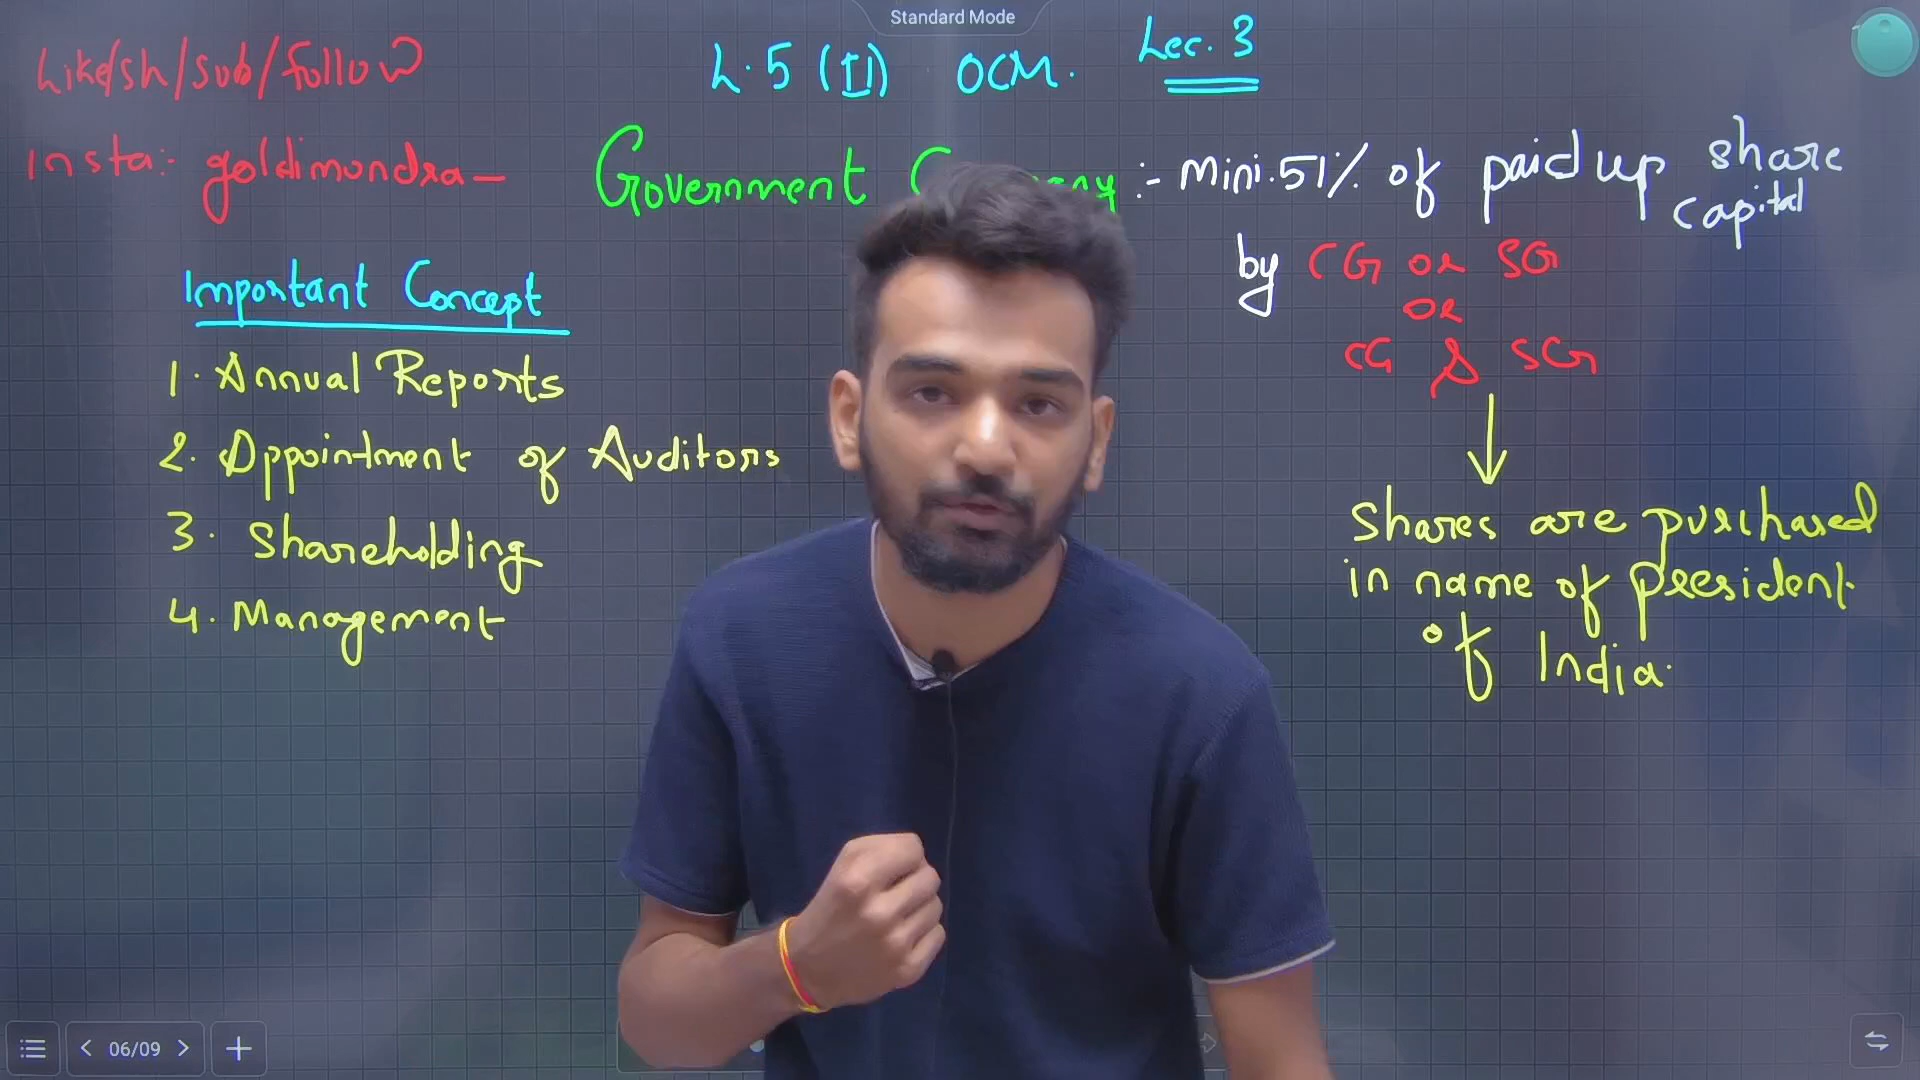 Standard Mode
Like/sh/sub/follow
L.5 (II) OCM. Lec. 3
Insta:- goldimundra_
Government :- Mini.51% of paid up share capital
by CG or SG
or
CG & SG
Important Concept
1. Annual Reports
2. Appointment of Auditors
3. Shareholding
4. Management
Shares are purchased
in name of president
of India.
06/09